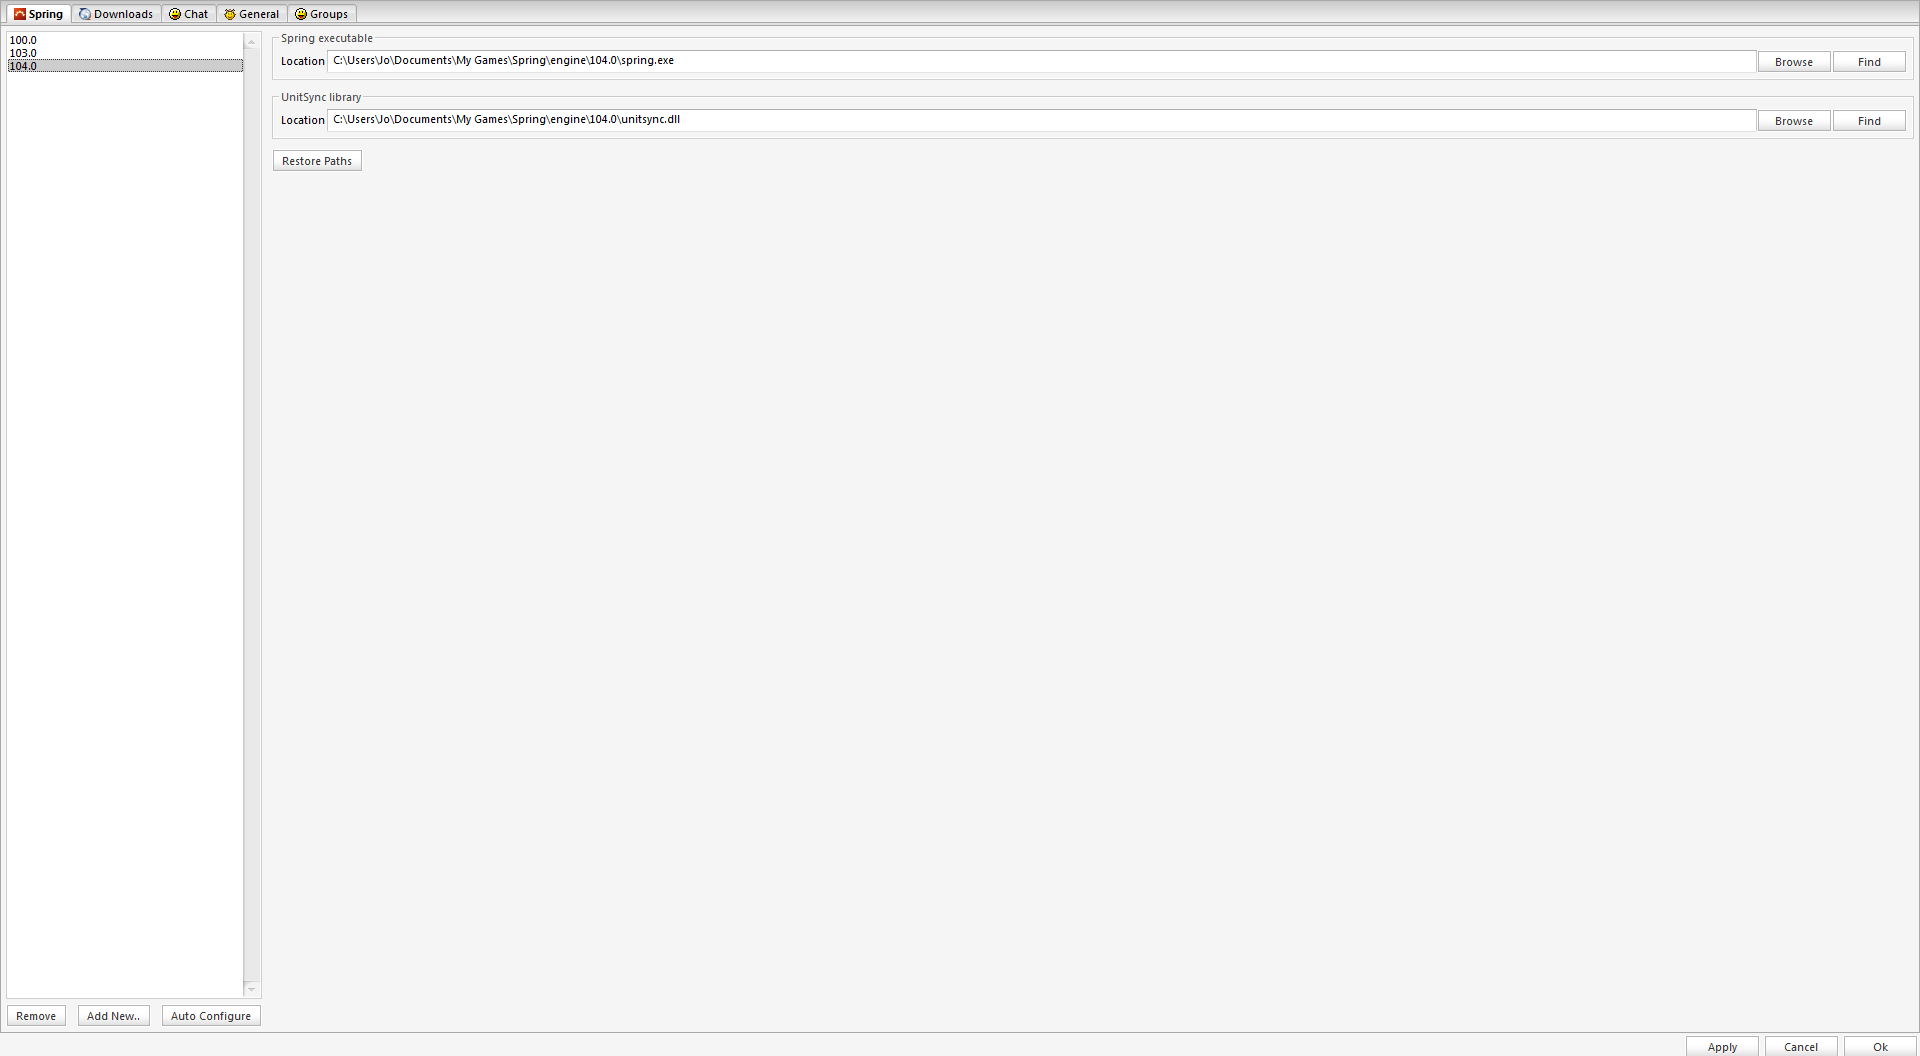 Spring Downloads Chat General Groups
100.0
103.0
104.0
Spring executable
Location C:\Users\Jo\Documents\My Games\Spring\engine\104.0\spring.exe Browse Find
UnitSync library
Location C:\Users\Jo\Documents\My Games\Spring\engine\104.0\unitsync.dll Browse Find
Restore Paths
Remove Add New.. Auto Configure
Apply Cancel Ok